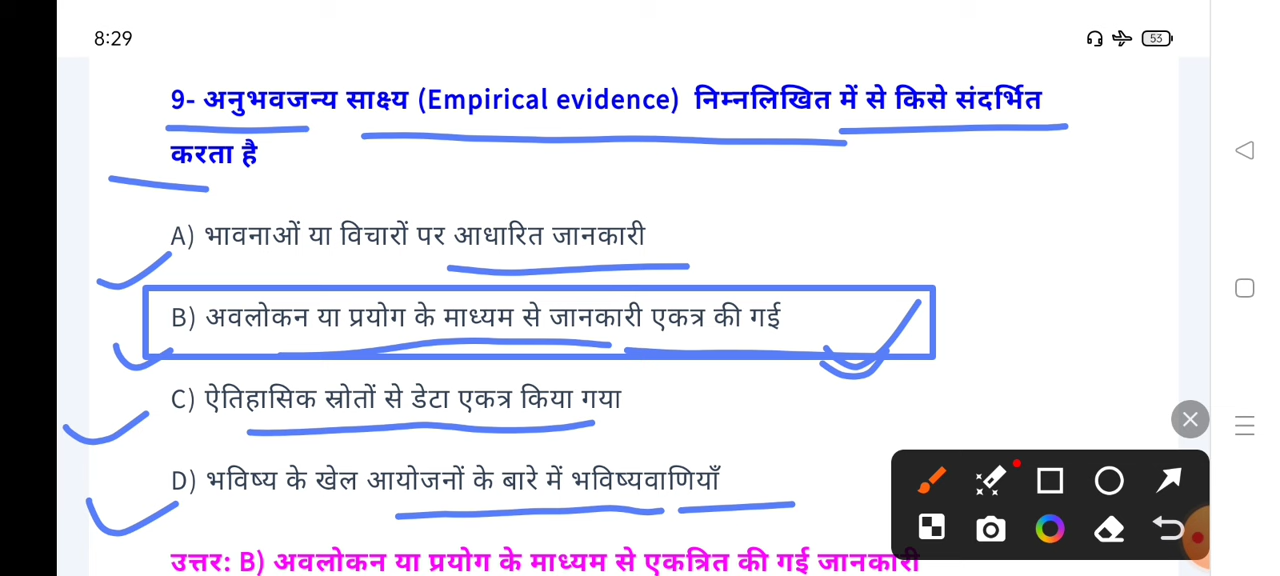 8:29
53
9- अनुभवजन्य साक्ष्य (Empirical evidence) निम्नलिखित में से किसे संदर्भित
करता है
A) भावनाओं या विचारों पर आधारित जानकारी
B) अवलोकन या प्रयोग के माध्यम से जानकारी एकत्र की गई
C) ऐतिहासिक स्रोतों से डेटा एकत्र किया गया
D) भविष्य के खेल आयोजनों के बारे में भविष्यवाणियाँ
उत्तर: B) अवलोकन या प्रयोग के माध्यम से एकत्रित की गई जानकारी